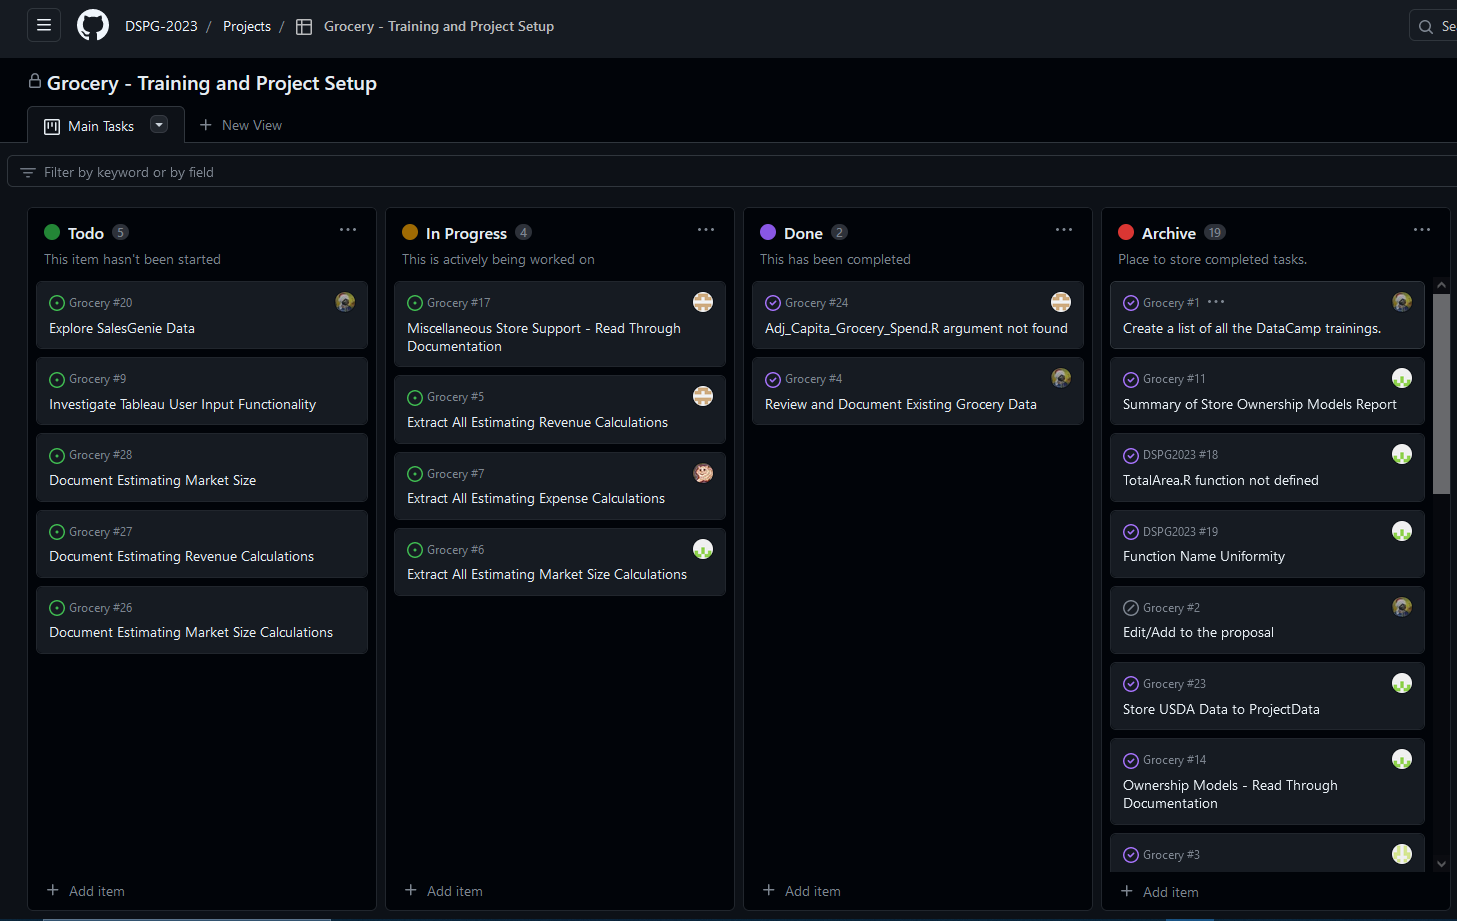 DSPG-2023 / Projects / Grocery - Training and Project Setup
Grocery - Training and Project Setup
Main Tasks
New View
Filter by keyword or by field
Todo 5
This item hasn't been started
Grocery #20
Explore SalesGenie Data
Grocery #9
Investigate Tableau User Input Functionality
Grocery #28
Document Estimating Market Size
Grocery #27
Document Estimating Revenue Calculations
Grocery #26
Document Estimating Market Size Calculations
Add item
In Progress 4
This is actively being worked on
Grocery #17
Miscellaneous Store Support - Read Through
Documentation
Grocery #5
Extract All Estimating Revenue Calculations
Grocery #7
Extract All Estimating Expense Calculations
Grocery #6
Extract All Estimating Market Size Calculations
Add item
Done 2
This has been completed
Grocery #24
Adj_Capita_Grocery_Spend.R argument not found
Grocery #4
Review and Document Existing Grocery Data
Add item
Archive 19
Place to store completed tasks.
Grocery #1
Create a list of all the DataCamp trainings.
Grocery #11
Summary of Store Ownership Models Report
DSPG2023 #18
TotalArea.R function not defined
DSPG2023 #19
Function Name Uniformity
Grocery #2
Edit/Add to the proposal
Grocery #23
Store USDA Data to ProjectData
Grocery #14
Ownership Models - Read Through
Documentation
Grocery #3
Add item